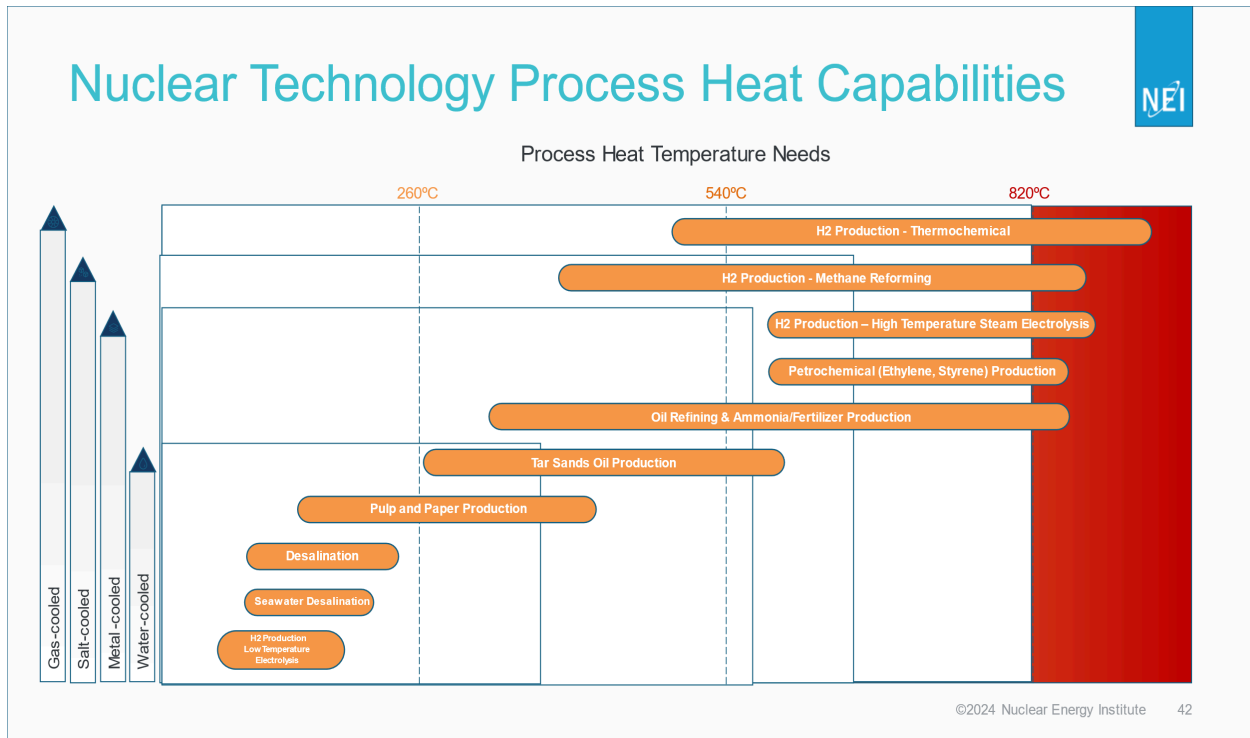 Nuclear Technology Process Heat Capabilities
NEI
Process Heat Temperature Needs
260ºC
540ºC
820ºC
H2 Production - Thermochemical
H2 Production - Methane Reforming
H2 Production – High Temperature Steam Electrolysis
Petrochemical (Ethylene, Styrene) Production
Oil Refining & Ammonia/Fertilizer Production
Tar Sands Oil Production
Pulp and Paper Production
Desalination
Seawater Desalination
H2 Production
Low Temperature
Electrolysis
Gas-cooled
Salt-cooled
Metal-cooled
Water-cooled
©2024 Nuclear Energy Institute
42